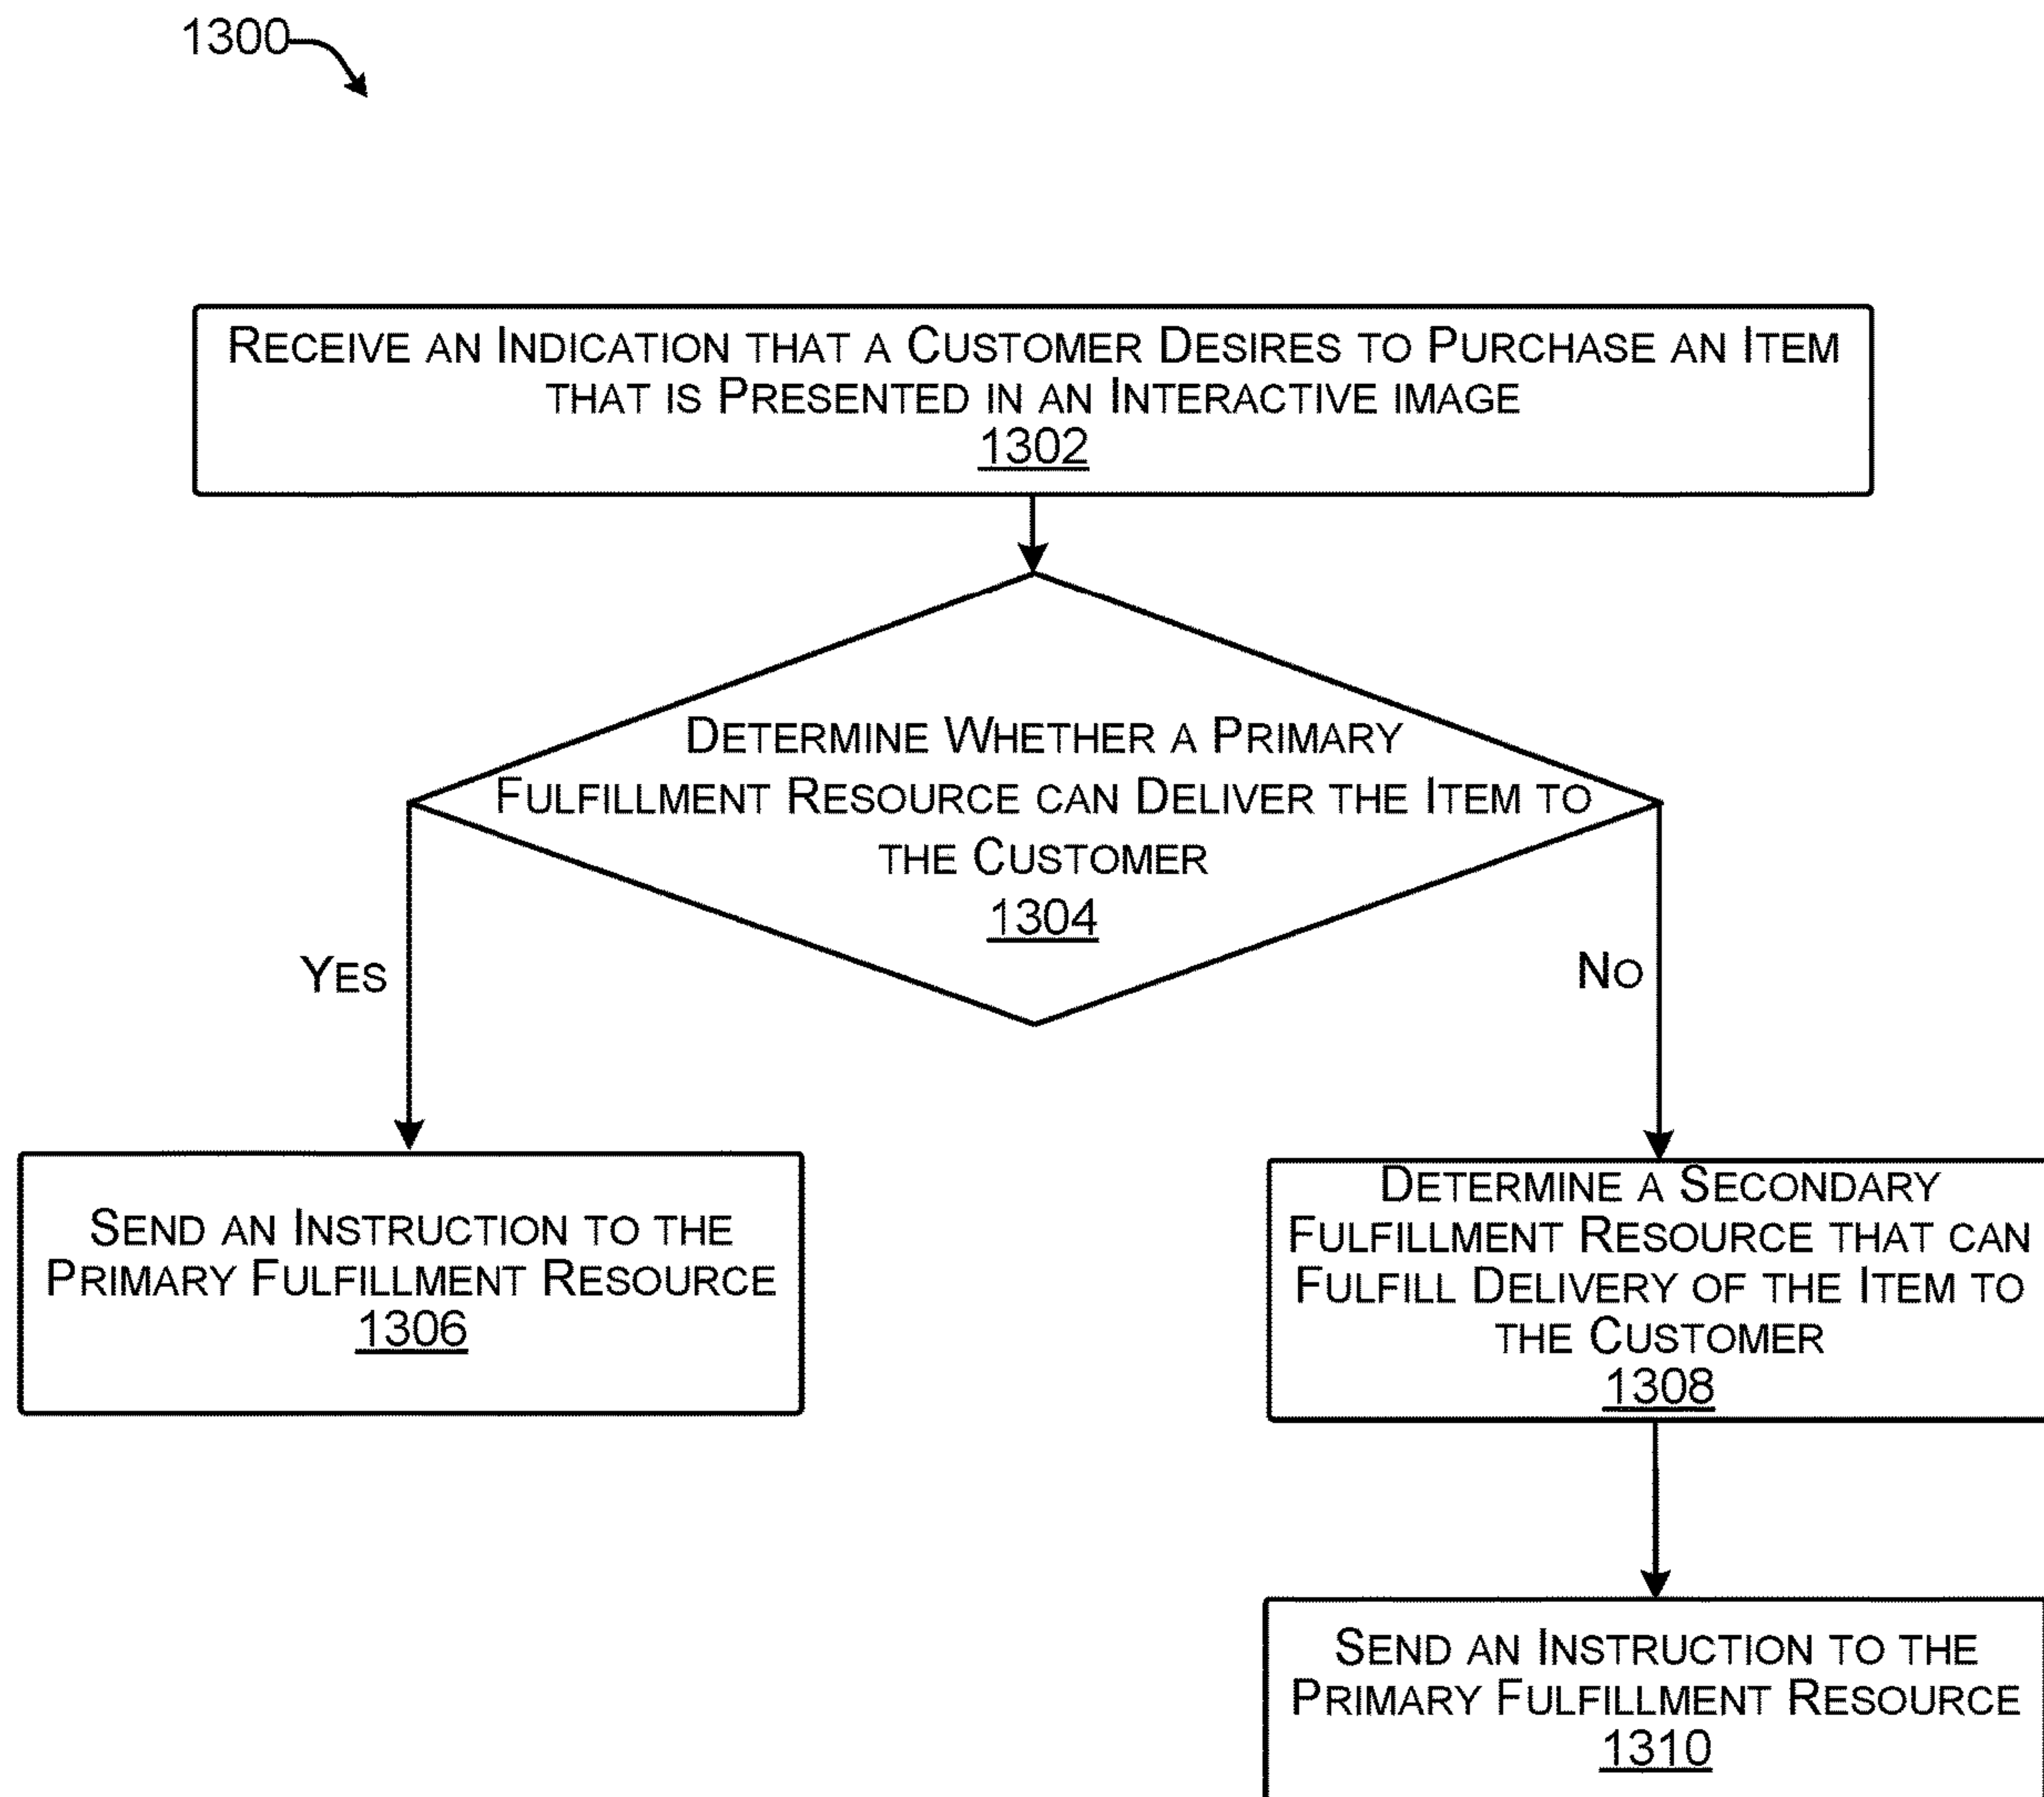 1300
RECEIVE AN INDICATION THAT A CUSTOMER DESIRES TO PURCHASE AN ITEM
THAT IS PRESENTED IN AN INTERACTIVE IMAGE
1302
DETERMINE WHETHER A PRIMARY
FULFILLMENT RESOURCE CAN DELIVER THE ITEM TO
THE CUSTOMER
1304
YES
NO
SEND AN INSTRUCTION TO THE
PRIMARY FULFILLMENT RESOURCE
1306
DETERMINE A SECONDARY
FULFILLMENT RESOURCE THAT CAN
FULFILL DELIVERY OF THE ITEM TO
THE CUSTOMER
1308
SEND AN INSTRUCTION TO THE
PRIMARY FULFILLMENT RESOURCE
1310